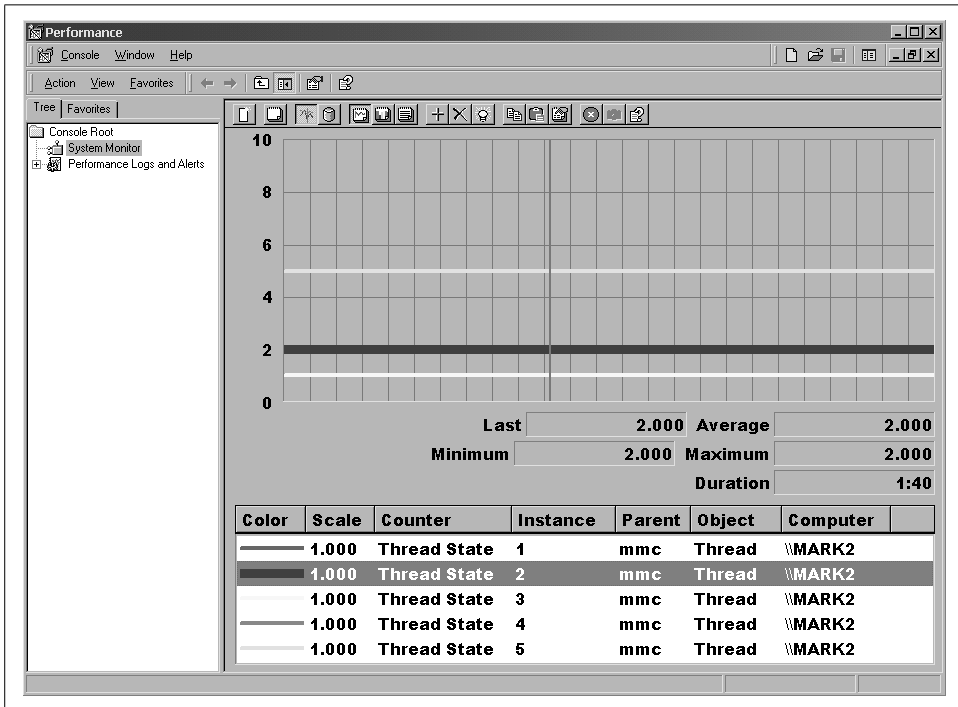 Performance
Console Window Help
Action View Favorites
Tree Favorites
Console Root
System Monitor
Performance Logs and Alerts
10
8
6
4
2
0
Last 2.000 Average 2.000
Minimum 2.000 Maximum 2.000
Duration 1:40
Color Scale Counter Instance Parent Object Computer
1.000 Thread State 1 mmc Thread \\MARK2
1.000 Thread State 2 mmc Thread \\MARK2
1.000 Thread State 3 mmc Thread \\MARK2
1.000 Thread State 4 mmc Thread \\MARK2
1.000 Thread State 5 mmc Thread \\MARK2